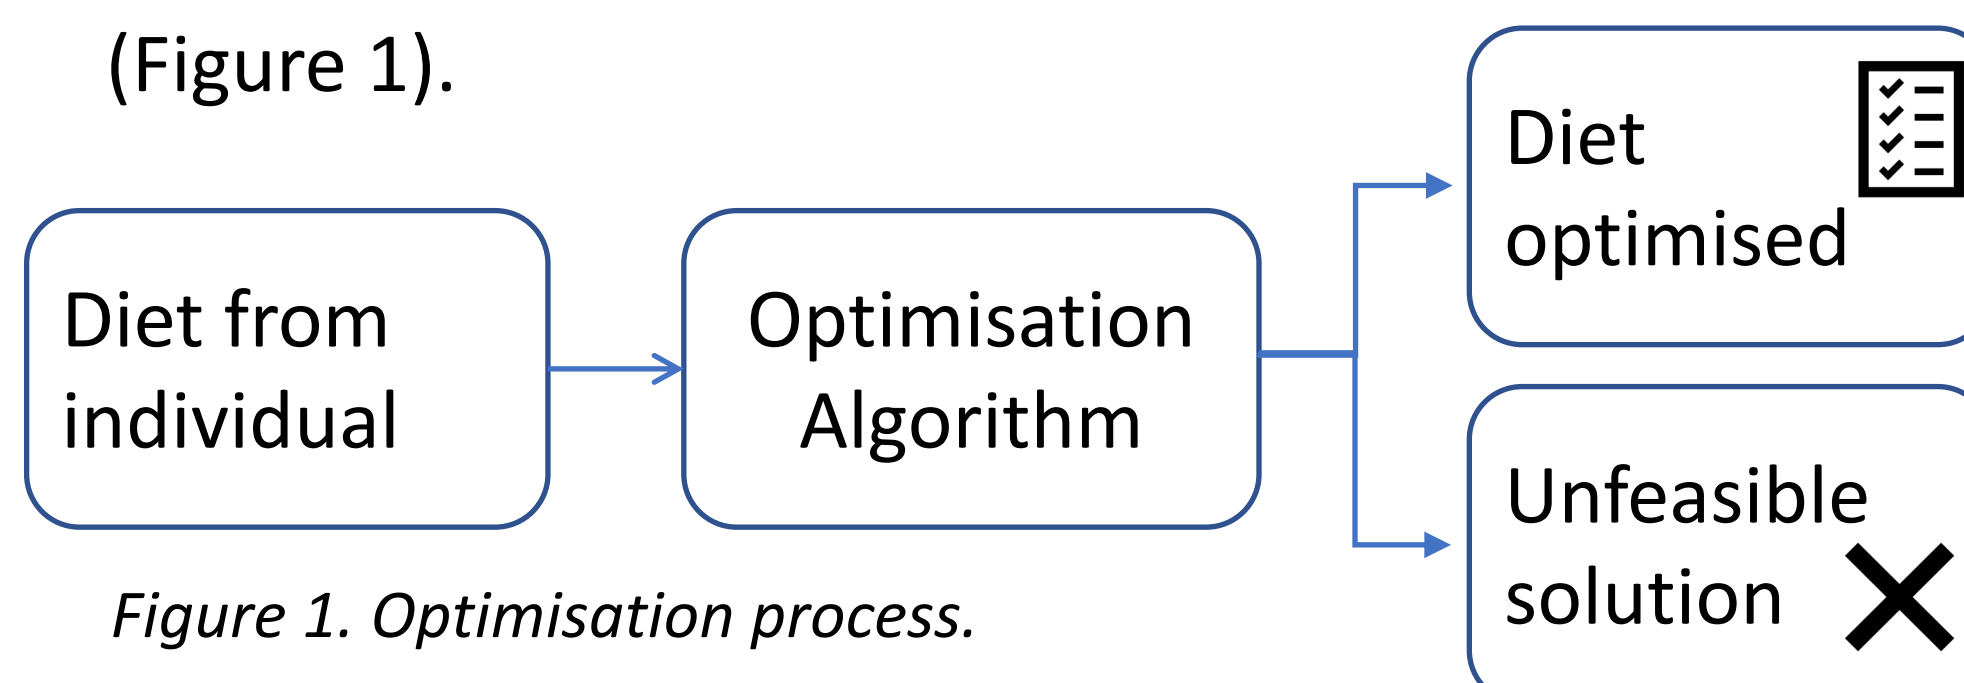 (Figure 1).
Diet from
individual
Optimisation
Algorithm
Diet
optimised
Unfeasible
solution
Figure 1. Optimisation process.